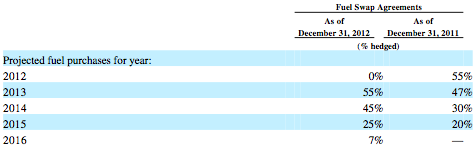 Fuel Swap Agreements
As of As of
December 31, 2012 December 31, 2011
(% hedged)
Projected fuel purchases for year:
2012 0% 55%
2013 55% 47%
2014 45% 30%
2015 25% 20%
2016 7% —